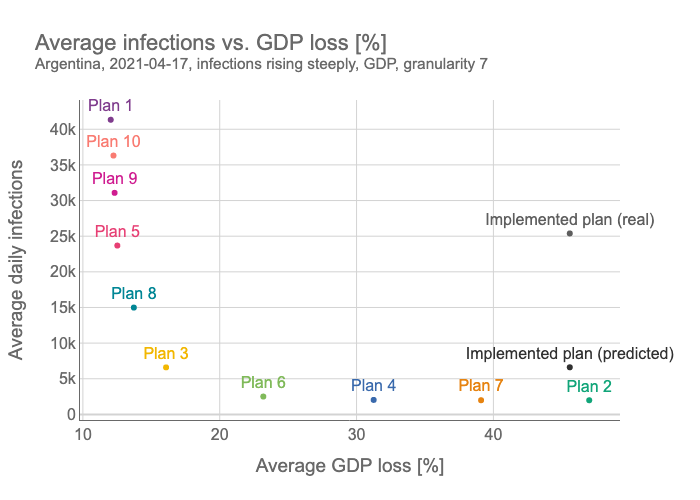 Average infections vs. GDP loss [%]
Argentina, 2021-04-17, infections rising steeply, GDP, granularity 7
Plan 1
40k
Plan 10
35k
Plan 9
30k
Implemented plan (real)
25k
Plan 5
20k
Plan 8
15k
10k
Plan 3
Implemented plan (predicted)
5k
Plan 6
Plan 4
Plan 7
Plan 2
0
10
20
30
40
Average GDP loss [%]
Average daily infections